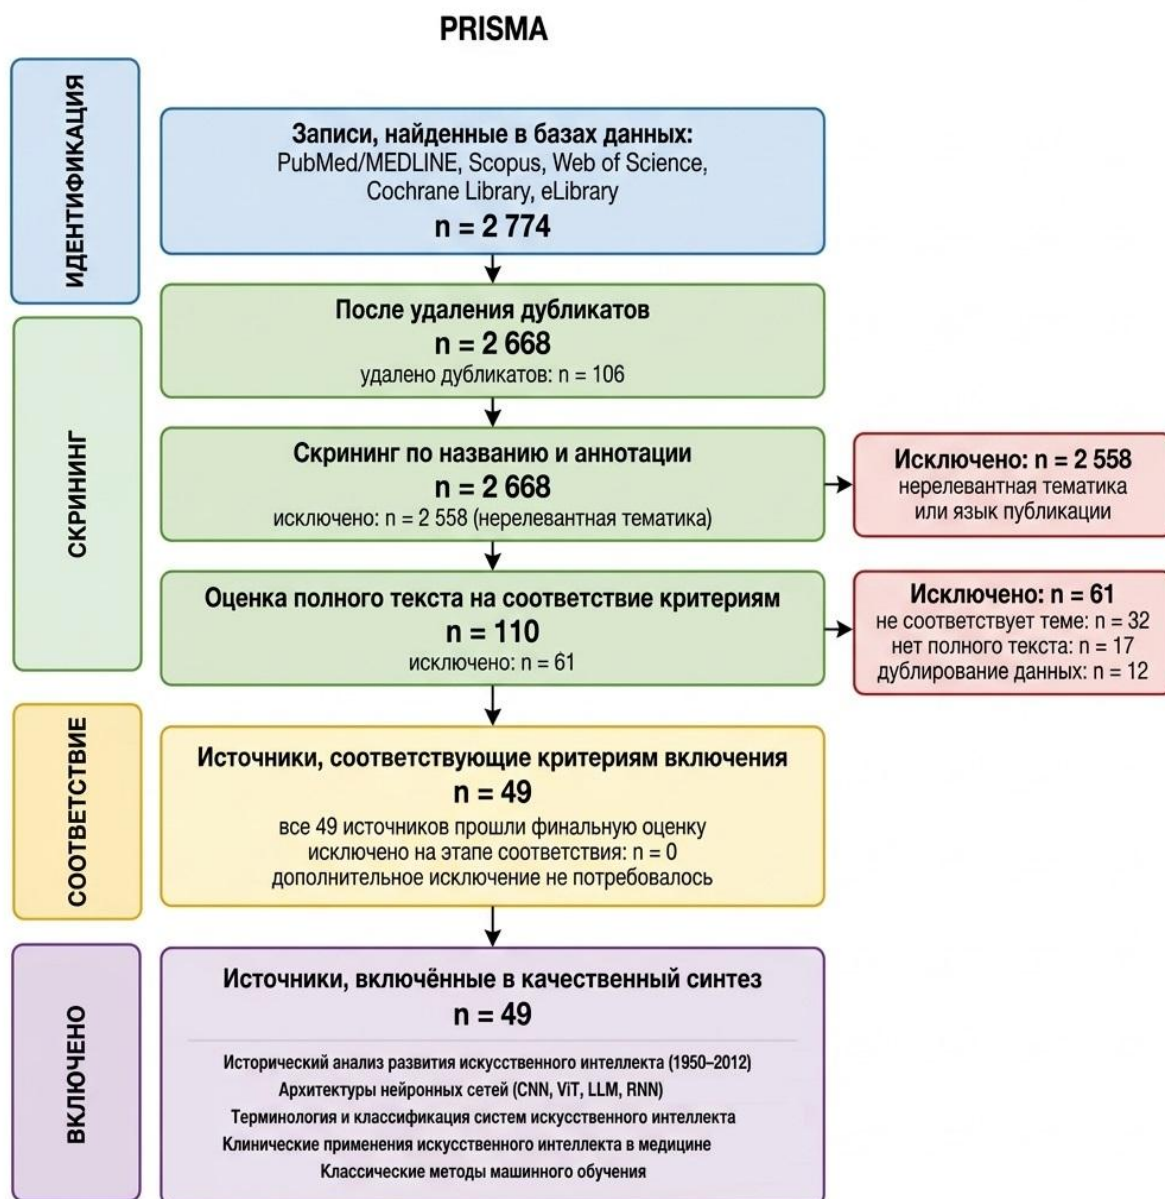 PRISMA
ИДЕНТИФИКАЦИЯ
Записи, найденные в базах данных:
PubMed/MEDLINE, Scopus, Web of Science,
Cochrane Library, eLibrary
n = 2 774
СКРИНИНГ
После удаления дубликатов
n = 2 668
удалено дубликатов: n = 106
Скрининг по названию и аннотации
n = 2 668
исключено: n = 2 558 (нерелевантная тематика)
Исключено: n = 2 558
нерелевантная тематика
или язык публикации
Оценка полного текста на соответствие критериям
n = 110
исключено: n = 61
Исключено: n = 61
не соответствует теме: n = 32
нет полного текста: n = 17
дублирование данных: n = 12
СООТВЕТСТВИЕ
Источники, соответствующие критериям включения
n = 49
все 49 источников прошли финальную оценку
исключено на этапе соответствия: n = 0
дополнительное исключение не потребовалось
ВКЛЮЧЕНО
Источники, включённые в качественный синтез
n = 49
Исторический анализ развития искусственного интеллекта (1950–2012)
Архитектуры нейронных сетей (CNN, ViT, LLM, RNN)
Терминология и классификация систем искусственного интеллекта
Клинические применения искусственного интеллекта в медицине
Классические методы машинного обучения